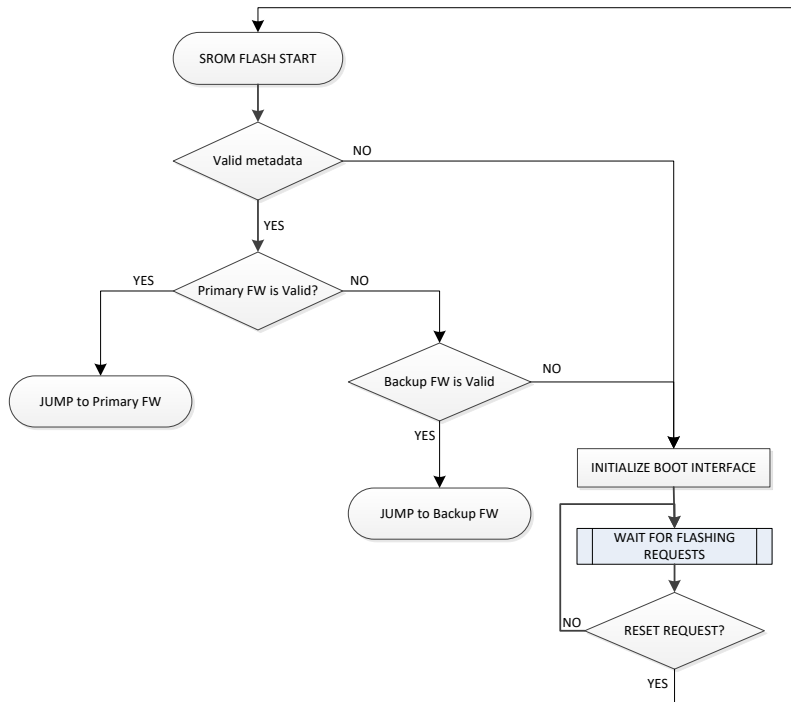 SROM FLASH START
Valid metadata
NO
YES
Primary FW is Valid?
YES
NO
Backup FW is Valid
NO
JUMP to Primary FW
YES
INITIALIZE BOOT INTERFACE
JUMP to Backup FW
WAIT FOR FLASHING
REQUESTS
RESET REQUEST?
NO
YES